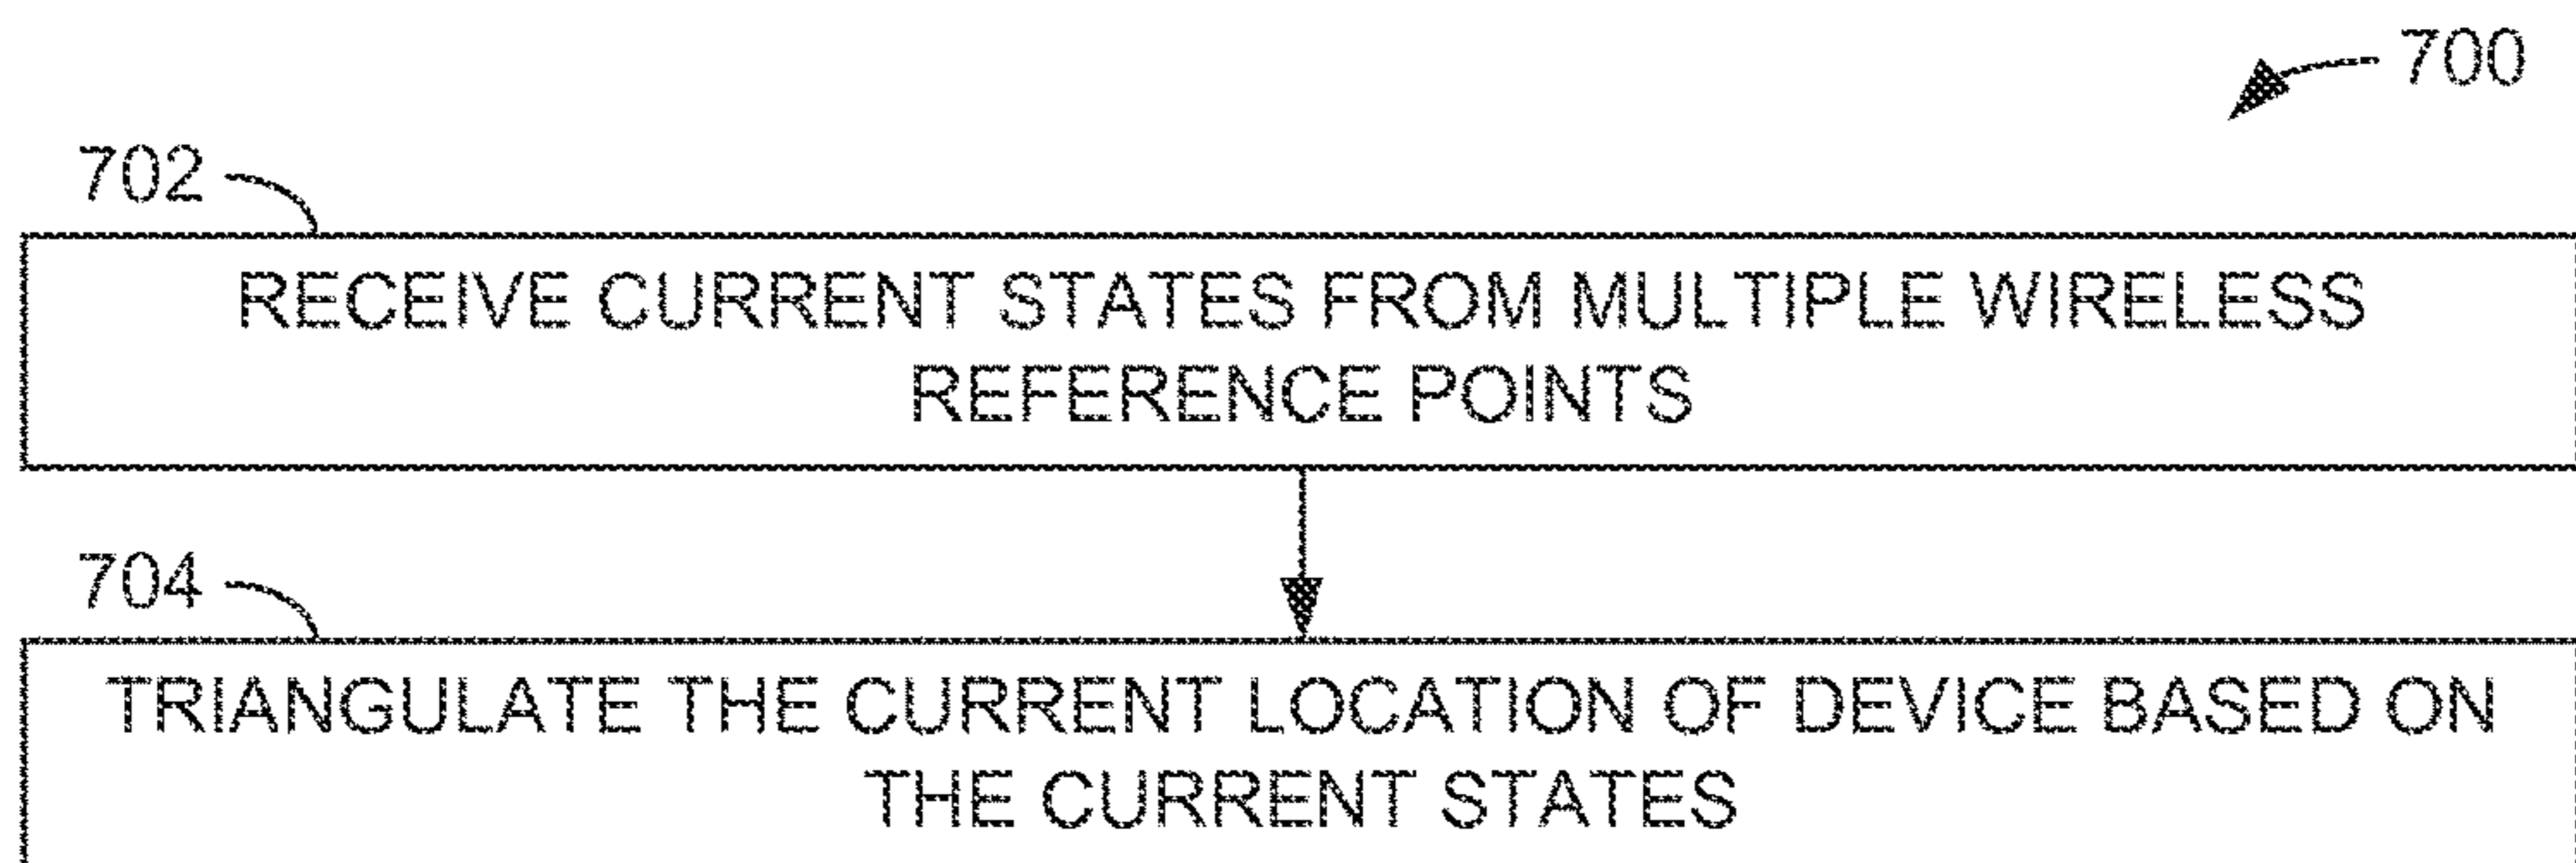 700
702
RECEIVE CURRENT STATES FROM MULTIPLE WIRELESS
REFERENCE POINTS
704
TRIANGULATE THE CURRENT LOCATION OF DEVICE BASED ON
THE CURRENT STATES